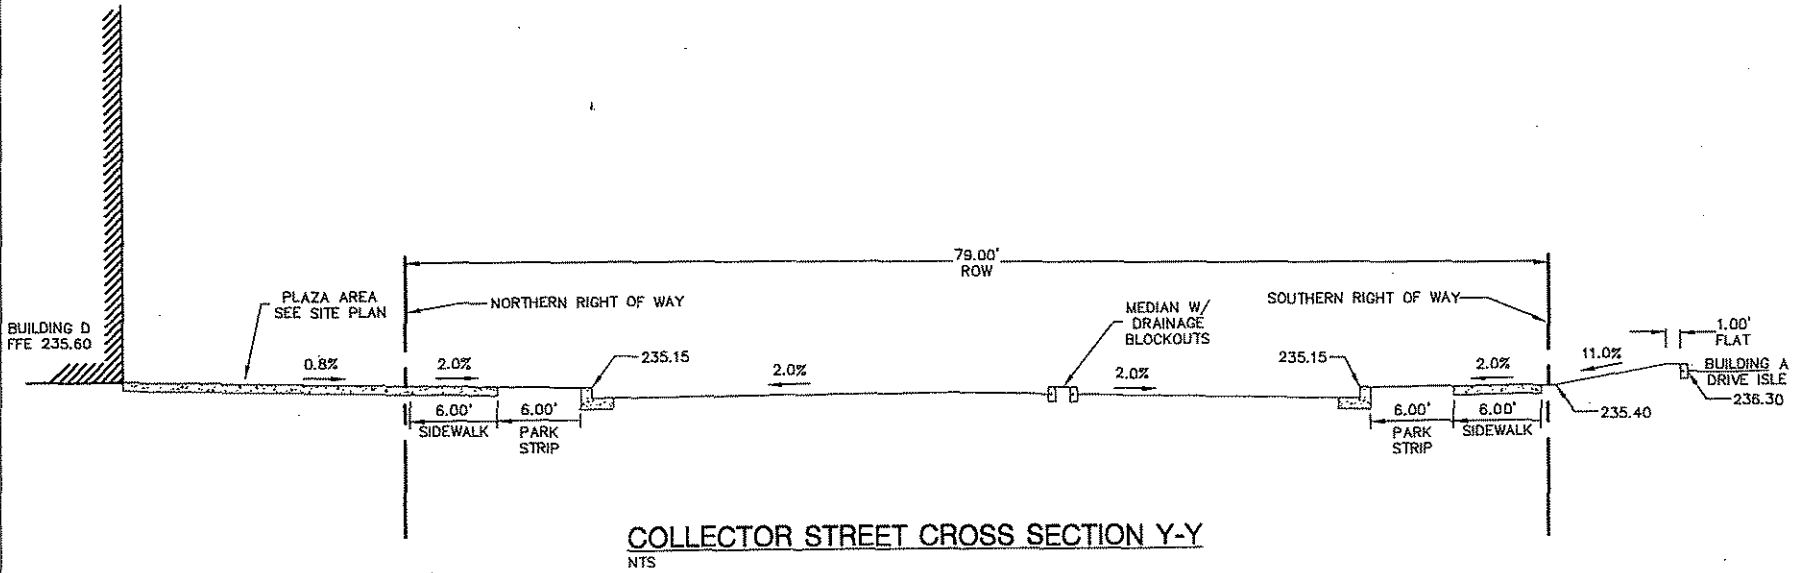 79.00'
ROW
PLAZA AREA
SEE SITE PLAN
NORTHERN RIGHT OF WAY
MEDIAN W/
DRAINAGE
BLOCKOUTS
SOUTHERN RIGHT OF WAY
1.00'
FLAT
BUILDING D
FFE 235.60
0.8%
2.0%
235.15
2.0%
2.0%
235.15
2.0%
11.0%
BUILDING A
DRIVE ISLE
236.30
6.00'
SIDEWALK
6.00'
PARK
STRIP
6.00'
PARK
STRIP
6.00'
SIDEWALK
235.40
COLLECTOR STREET CROSS SECTION Y-Y
NTS